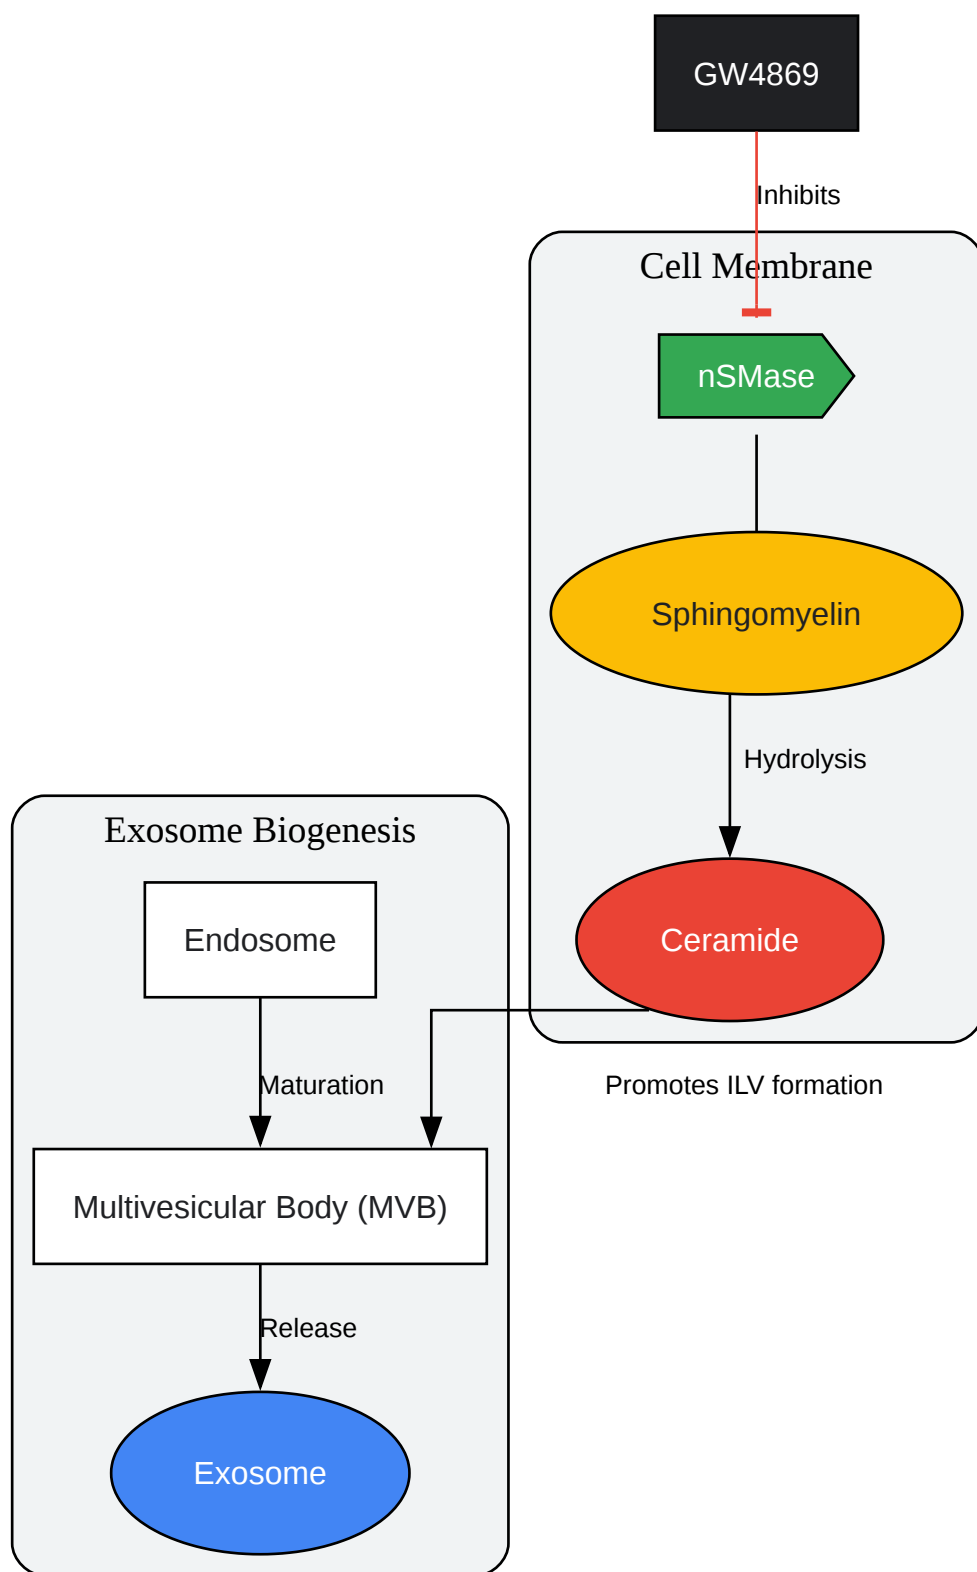 GW4869
Inhibits
Cell Membrane
nSMase
Sphingomyelin
Hydrolysis
Ceramide
Promotes ILV formation
Exosome Biogenesis
Endosome
Maturation
Multivesicular Body (MVB)
Release
Exosome